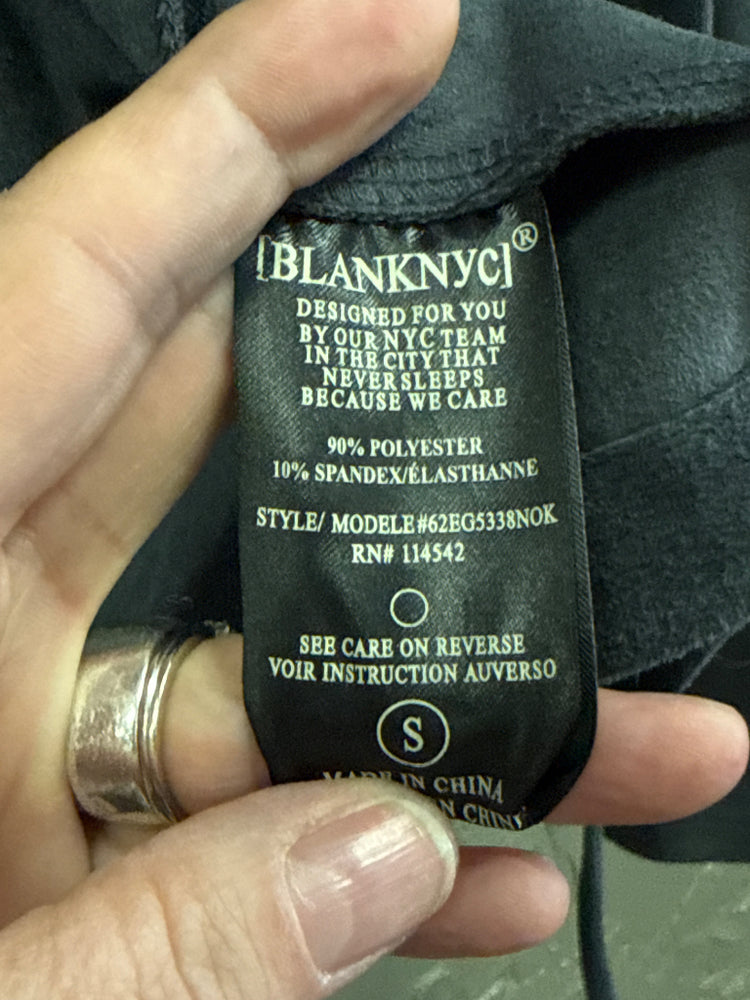 [BLANKNYC]®
DESIGNED FOR YOU
BY OUR NYC TEAM
IN THE CITY THAT
NEVER SLEEPS
BECAUSE WE CARE
90% POLYESTER
10% SPANDEX/ÉLASTHANNE
STYLE/ MODELE#62EG5338NOK
RN# 114542
SEE CARE ON REVERSE
VOIR INSTRUCTION AUVERSO
S
MADE IN CHINA